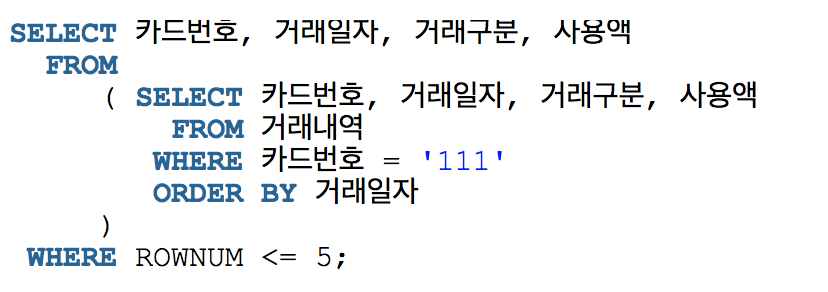 SELECT 카드번호, 거래일자, 거래구분, 사용액
FROM
( SELECT 카드번호, 거래일자, 거래구분, 사용액
FROM 거래내역
WHERE 카드번호 = '111'
ORDER BY 거래일자
)
WHERE ROWNUM <= 5;